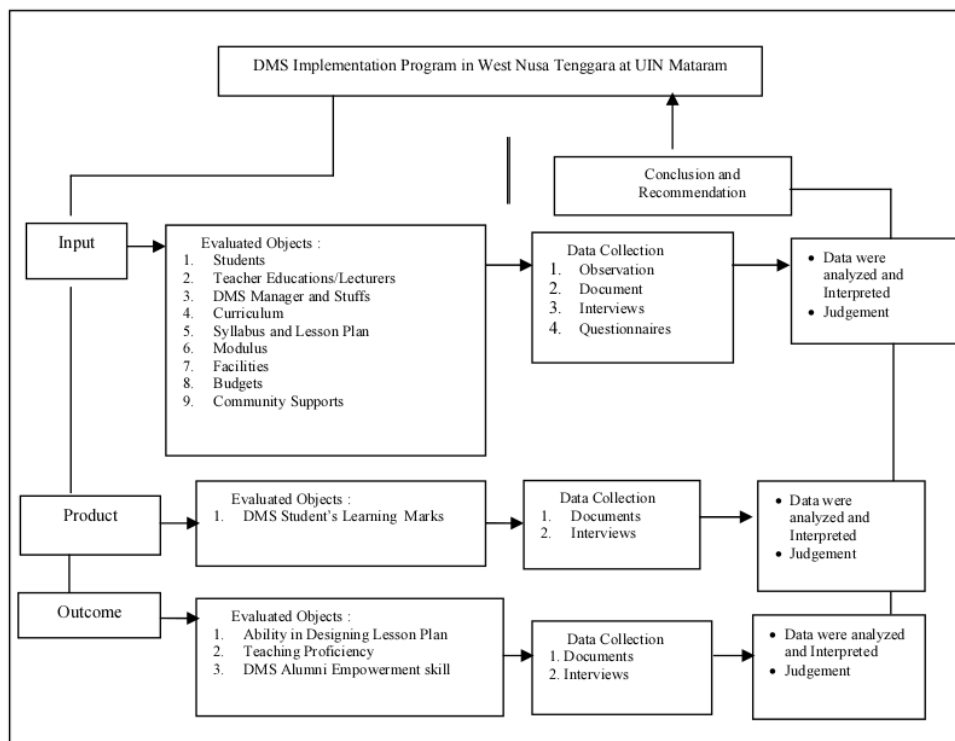 DMS Implementation Program in West Nusa Tenggara at UIN Mataram
Conclusion and
Recommendation
Input
Evaluated Objects :
1. Students
2. Teacher Educations/Lecturers
3. DMS Manager and Stuffs
4. Curriculum
5. Syllabus and Lesson Plan
6. Modulus
7. Facilities
8. Budgets
9. Community Supports
Data Collection
1. Observation
2. Document
3. Interviews
4. Questionnaires
• Data were
analyzed and
Interpreted
• Judgement
Product
Evaluated Objects :
1. DMS Student’s Learning Marks
Data Collection
1. Documents
2. Interviews
• Data were
analyzed and
Interpreted
• Judgement
Outcome
Evaluated Objects :
1. Ability in Designing Lesson Plan
2. Teaching Proficiency
3. DMS Alumni Empowerment skill
Data Collection
1. Documents
2. Interviews
• Data were analyzed
and Interpreted
• Judgement